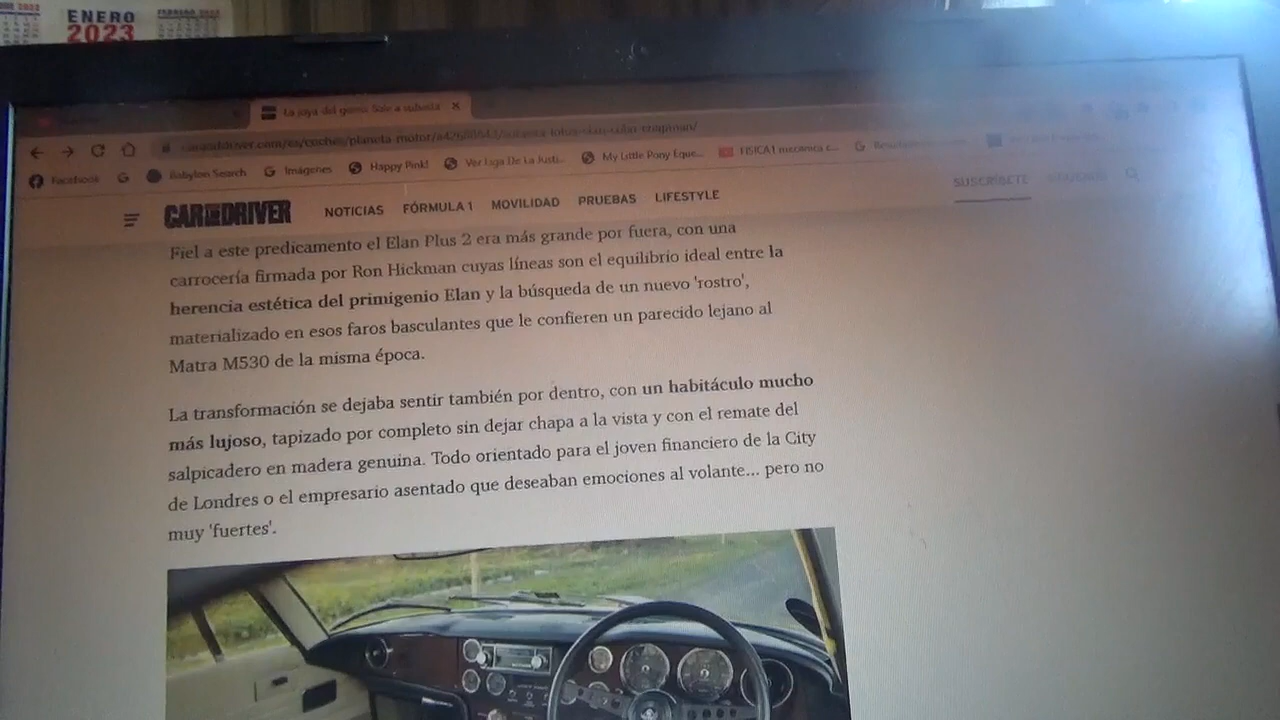 ENERO
2023
FEBRERO 2023
La joya del genio: Sale a subasta
Facebook
G
Babylon Search
Imágenes
Happy Pink!
Ver Liga De La Justi...
My Little Pony Eque...
FISICA1 mecánica c...
CAR AND DRIVER
NOTICIAS
FÓRMULA 1
MOVILIDAD
PRUEBAS
LIFESTYLE
SUSCRÍBETE
Fiel a este predicamento el Elan Plus 2 era más grande por fuera, con una
carrocería firmada por Ron Hickman cuyas líneas son el equilibrio ideal entre la
herencia estética del primigenio Elan y la búsqueda de un nuevo 'rostro',
materializado en esos faros basculantes que le confieren un parecido lejano al
Matra M530 de la misma época.
La transformación se dejaba sentir también por dentro, con un habitáculo mucho
más lujoso, tapizado por completo sin dejar chapa a la vista y con el remate del
salpicadero en madera genuina. Todo orientado para el joven financiero de la City
de Londres o el empresario asentado que deseaban emociones al volante... pero no
muy 'fuertes'.